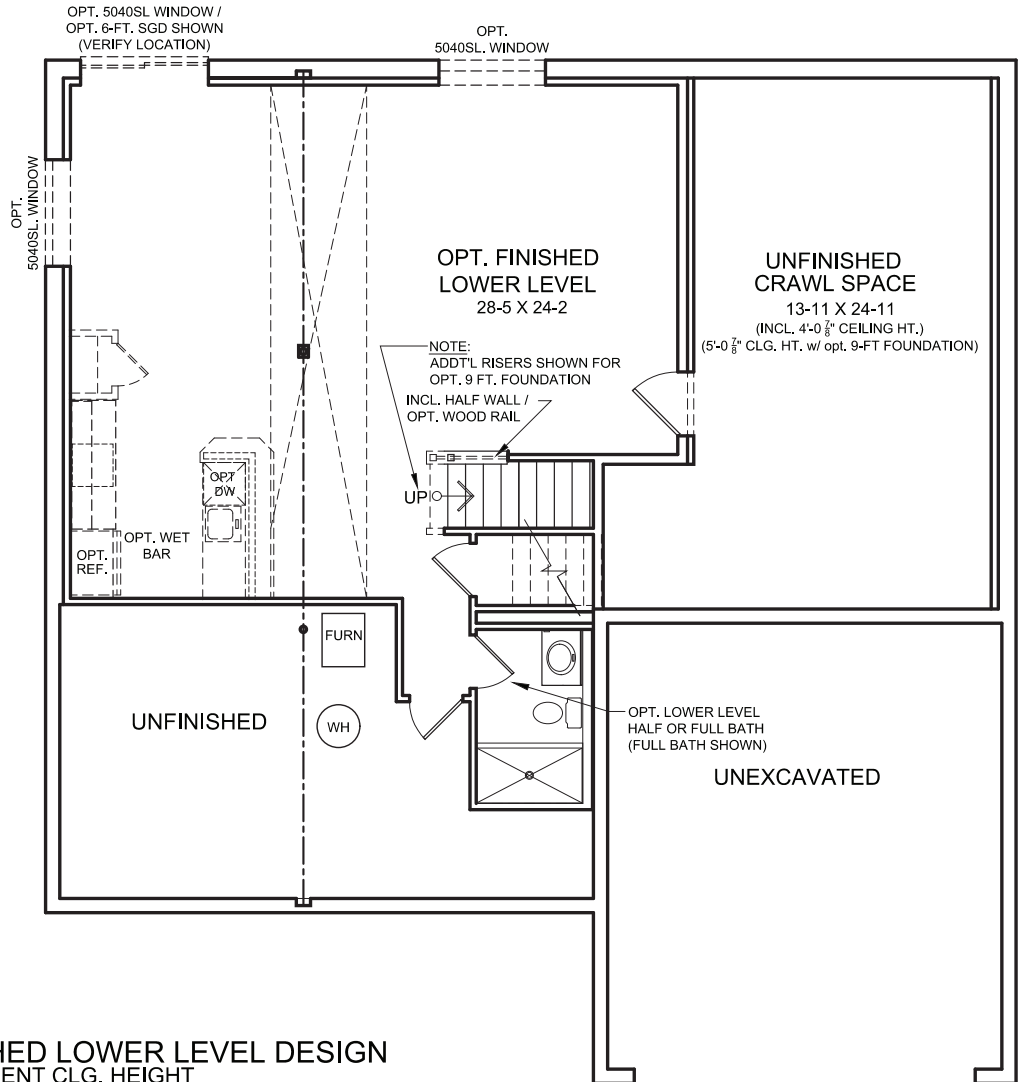 OPT. 5040SL WINDOW /
OPT. 6-FT. SGD SHOWN
(VERIFY LOCATION)
OPT.
5040SL. WINDOW
OPT.
5040SL. WINDOW
OPT. FINISHED
LOWER LEVEL
28-5 X 24-2
UNFINISHED
CRAWL SPACE
13-11 X 24-11
(INCL. 4'-0 7/8" CEILING HT.)
(5'-0 7/8" CLG. HT. w/ opt. 9-FT FOUNDATION)
NOTE:
ADDT'L RISERS SHOWN FOR
OPT. 9 FT. FOUNDATION
INCL. HALF WALL /
OPT. WOOD RAIL
UP
OPT
DW
OPT. WET
BAR
OPT.
REF.
FURN
WH
UNFINISHED
OPT. LOWER LEVEL
HALF OR FULL BATH
(FULL BATH SHOWN)
UNEXCAVATED
HED LOWER LEVEL DESIGN
ENT CLG. HEIGHT